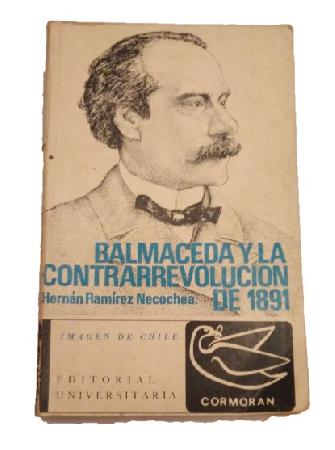 BALMACEDA Y LA
CONTRARREVOLUCION
Hernán Ramírez Necochea. DE 1891
IMAGEN DE CHILE
EDITORIAL
UNIVERSITARIA
CORMORAN